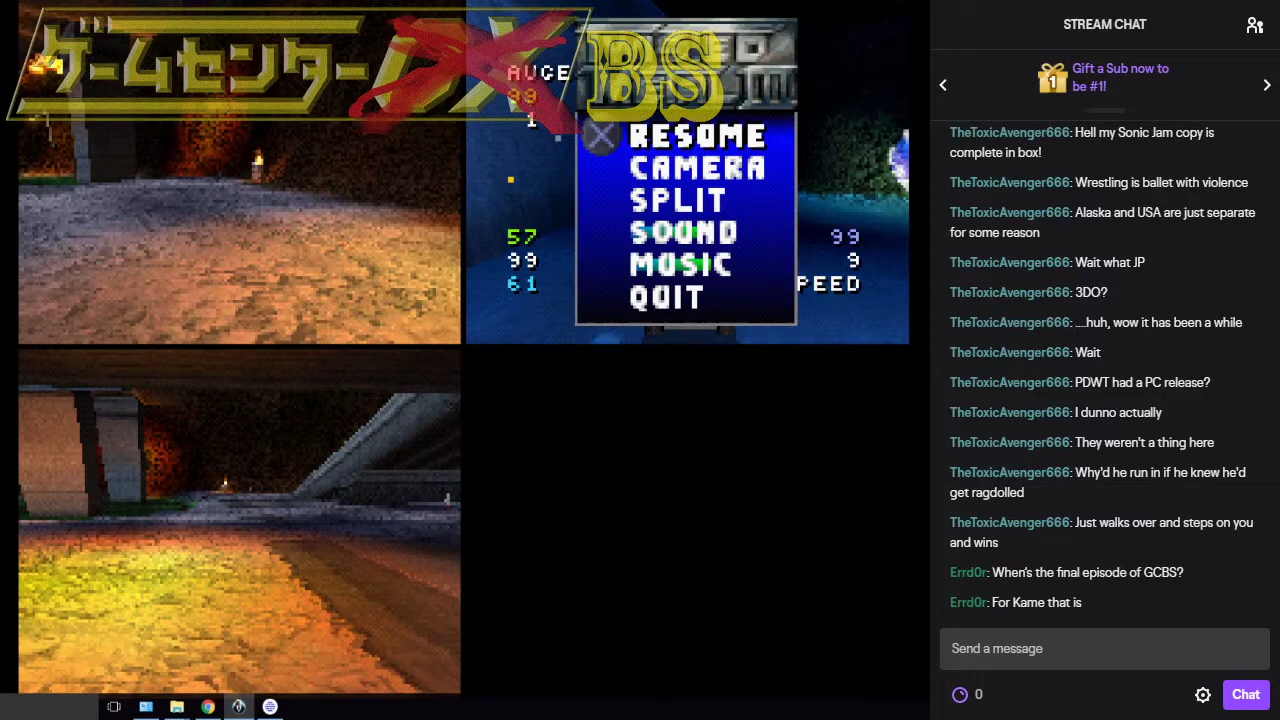 ゲームセンターDX
BS
AUGE
99
1
57
99
61
RESUME
CAMERA
SPLIT
SOUND
MUSIC
QUIT
99
9
PEED
STREAM CHAT
1
Gift a Sub now to
be #1!
TheToxicAvenger666: Hell my Sonic Jam copy is
complete in box!
TheToxicAvenger666: Wrestling is ballet with violence
TheToxicAvenger666: Alaska and USA are just separate
for some reason
TheToxicAvenger666: Wait what JP
TheToxicAvenger666: 3DO?
TheToxicAvenger666: ...huh, wow it has been a while
TheToxicAvenger666: Wait
TheToxicAvenger666: PDWT had a PC release?
TheToxicAvenger666: I dunno actually
TheToxicAvenger666: They weren't a thing here
TheToxicAvenger666: Why'd he run in if he knew he'd
get ragdolled
TheToxicAvenger666: Just walks over and steps on you
and wins
Errd0r: When's the final episode of GCBS?
Errd0r: For Kame that is
Send a message
0
Chat